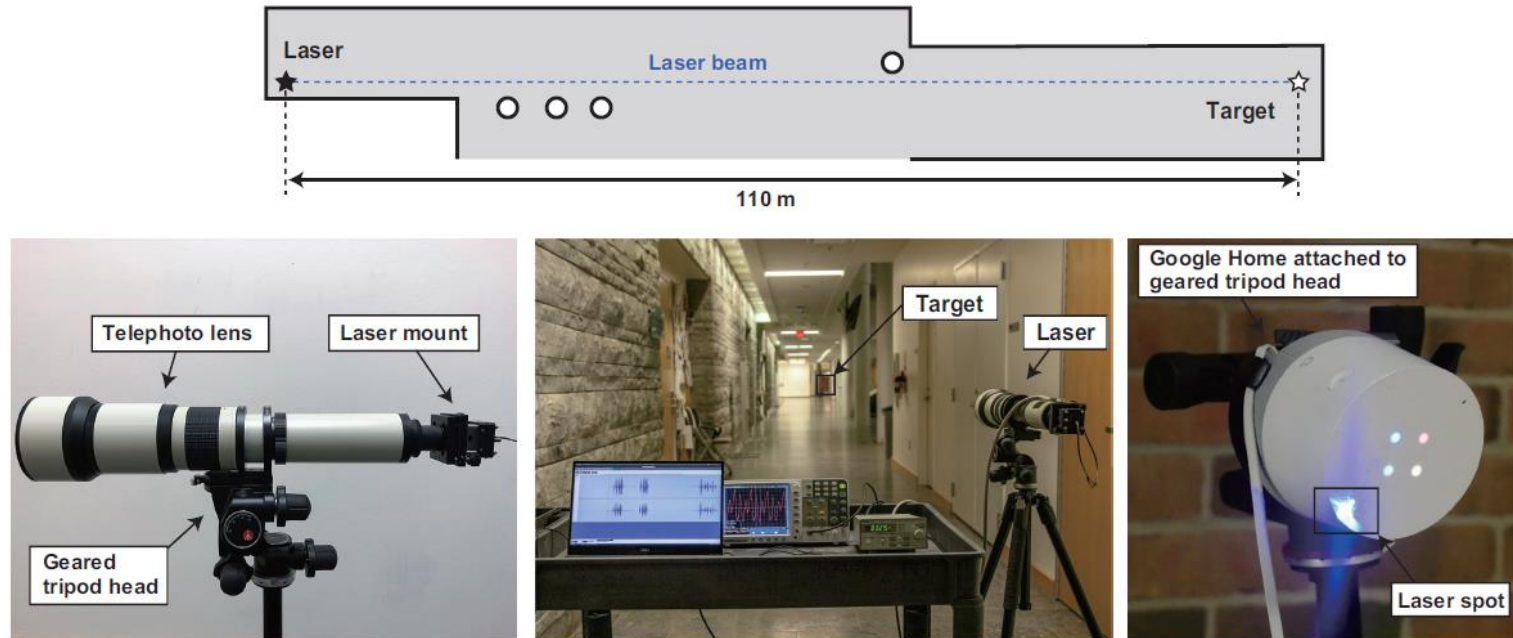 Laser
Laser beam
Target
110 m
Telephoto lens
Laser mount
Geared
tripod head
Target
Laser
Google Home attached to
geared tripod head
Laser spot